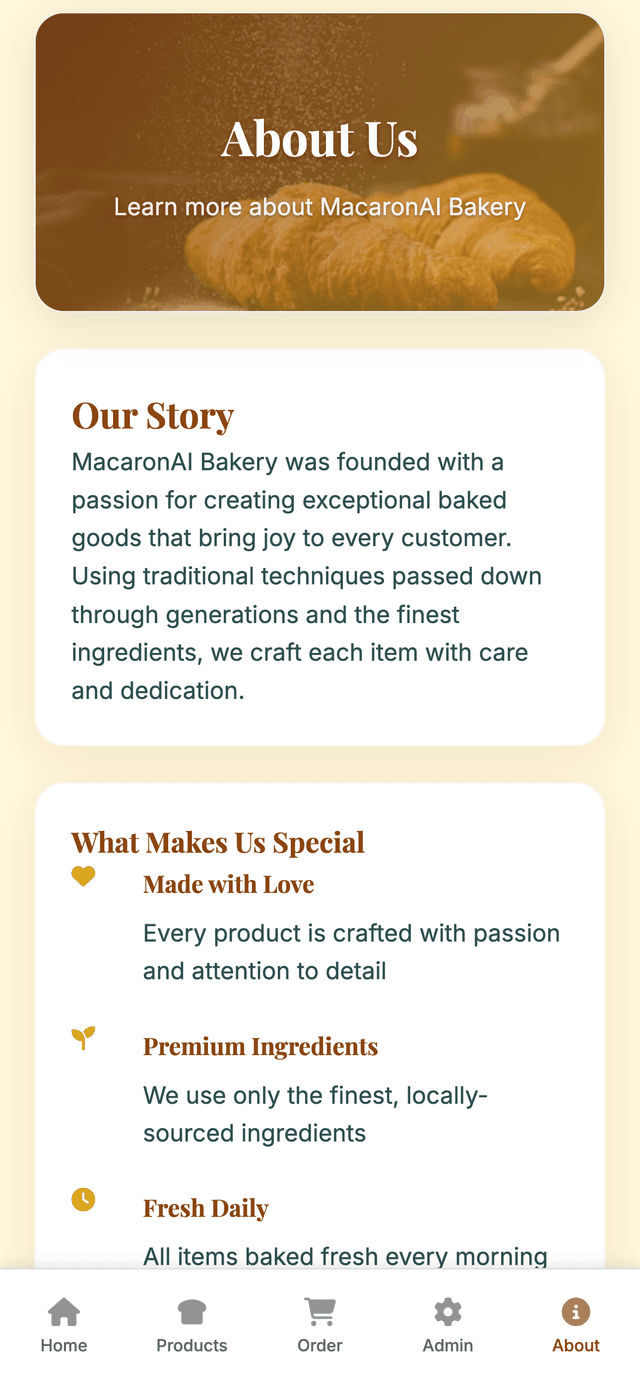 About Us
Learn more about MacaronAI Bakery
Our Story
MacaronAI Bakery was founded with a
passion for creating exceptional baked
goods that bring joy to every customer.
Using traditional techniques passed down
through generations and the finest
ingredients, we craft each item with care
and dedication.
What Makes Us Special
Made with Love
Every product is crafted with passion
and attention to detail
Premium Ingredients
We use only the finest, locally-
sourced ingredients
Fresh Daily
All items baked fresh every morning
Home
Products
Order
Admin
About